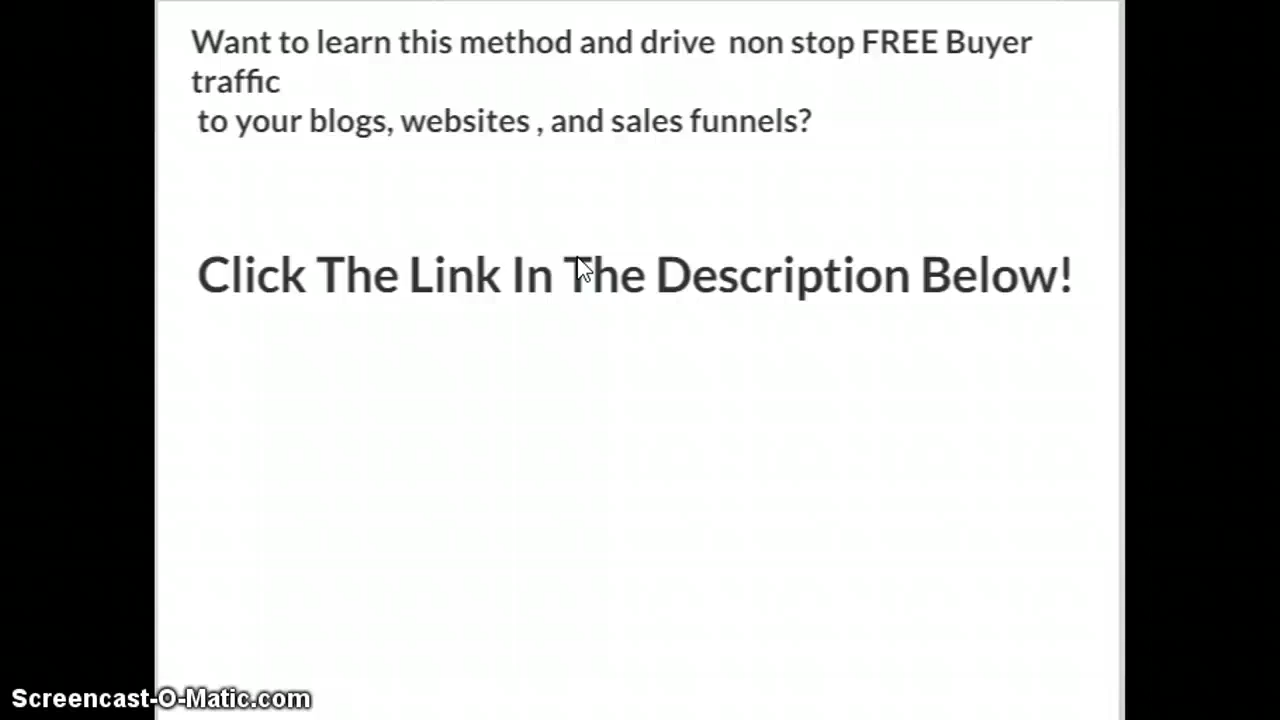 Want to learn this method and drive  non stop FREE Buyer
traffic
to your blogs, websites , and sales funnels?
Click The Link In The Description Below!
Screencast-O-Matic.com